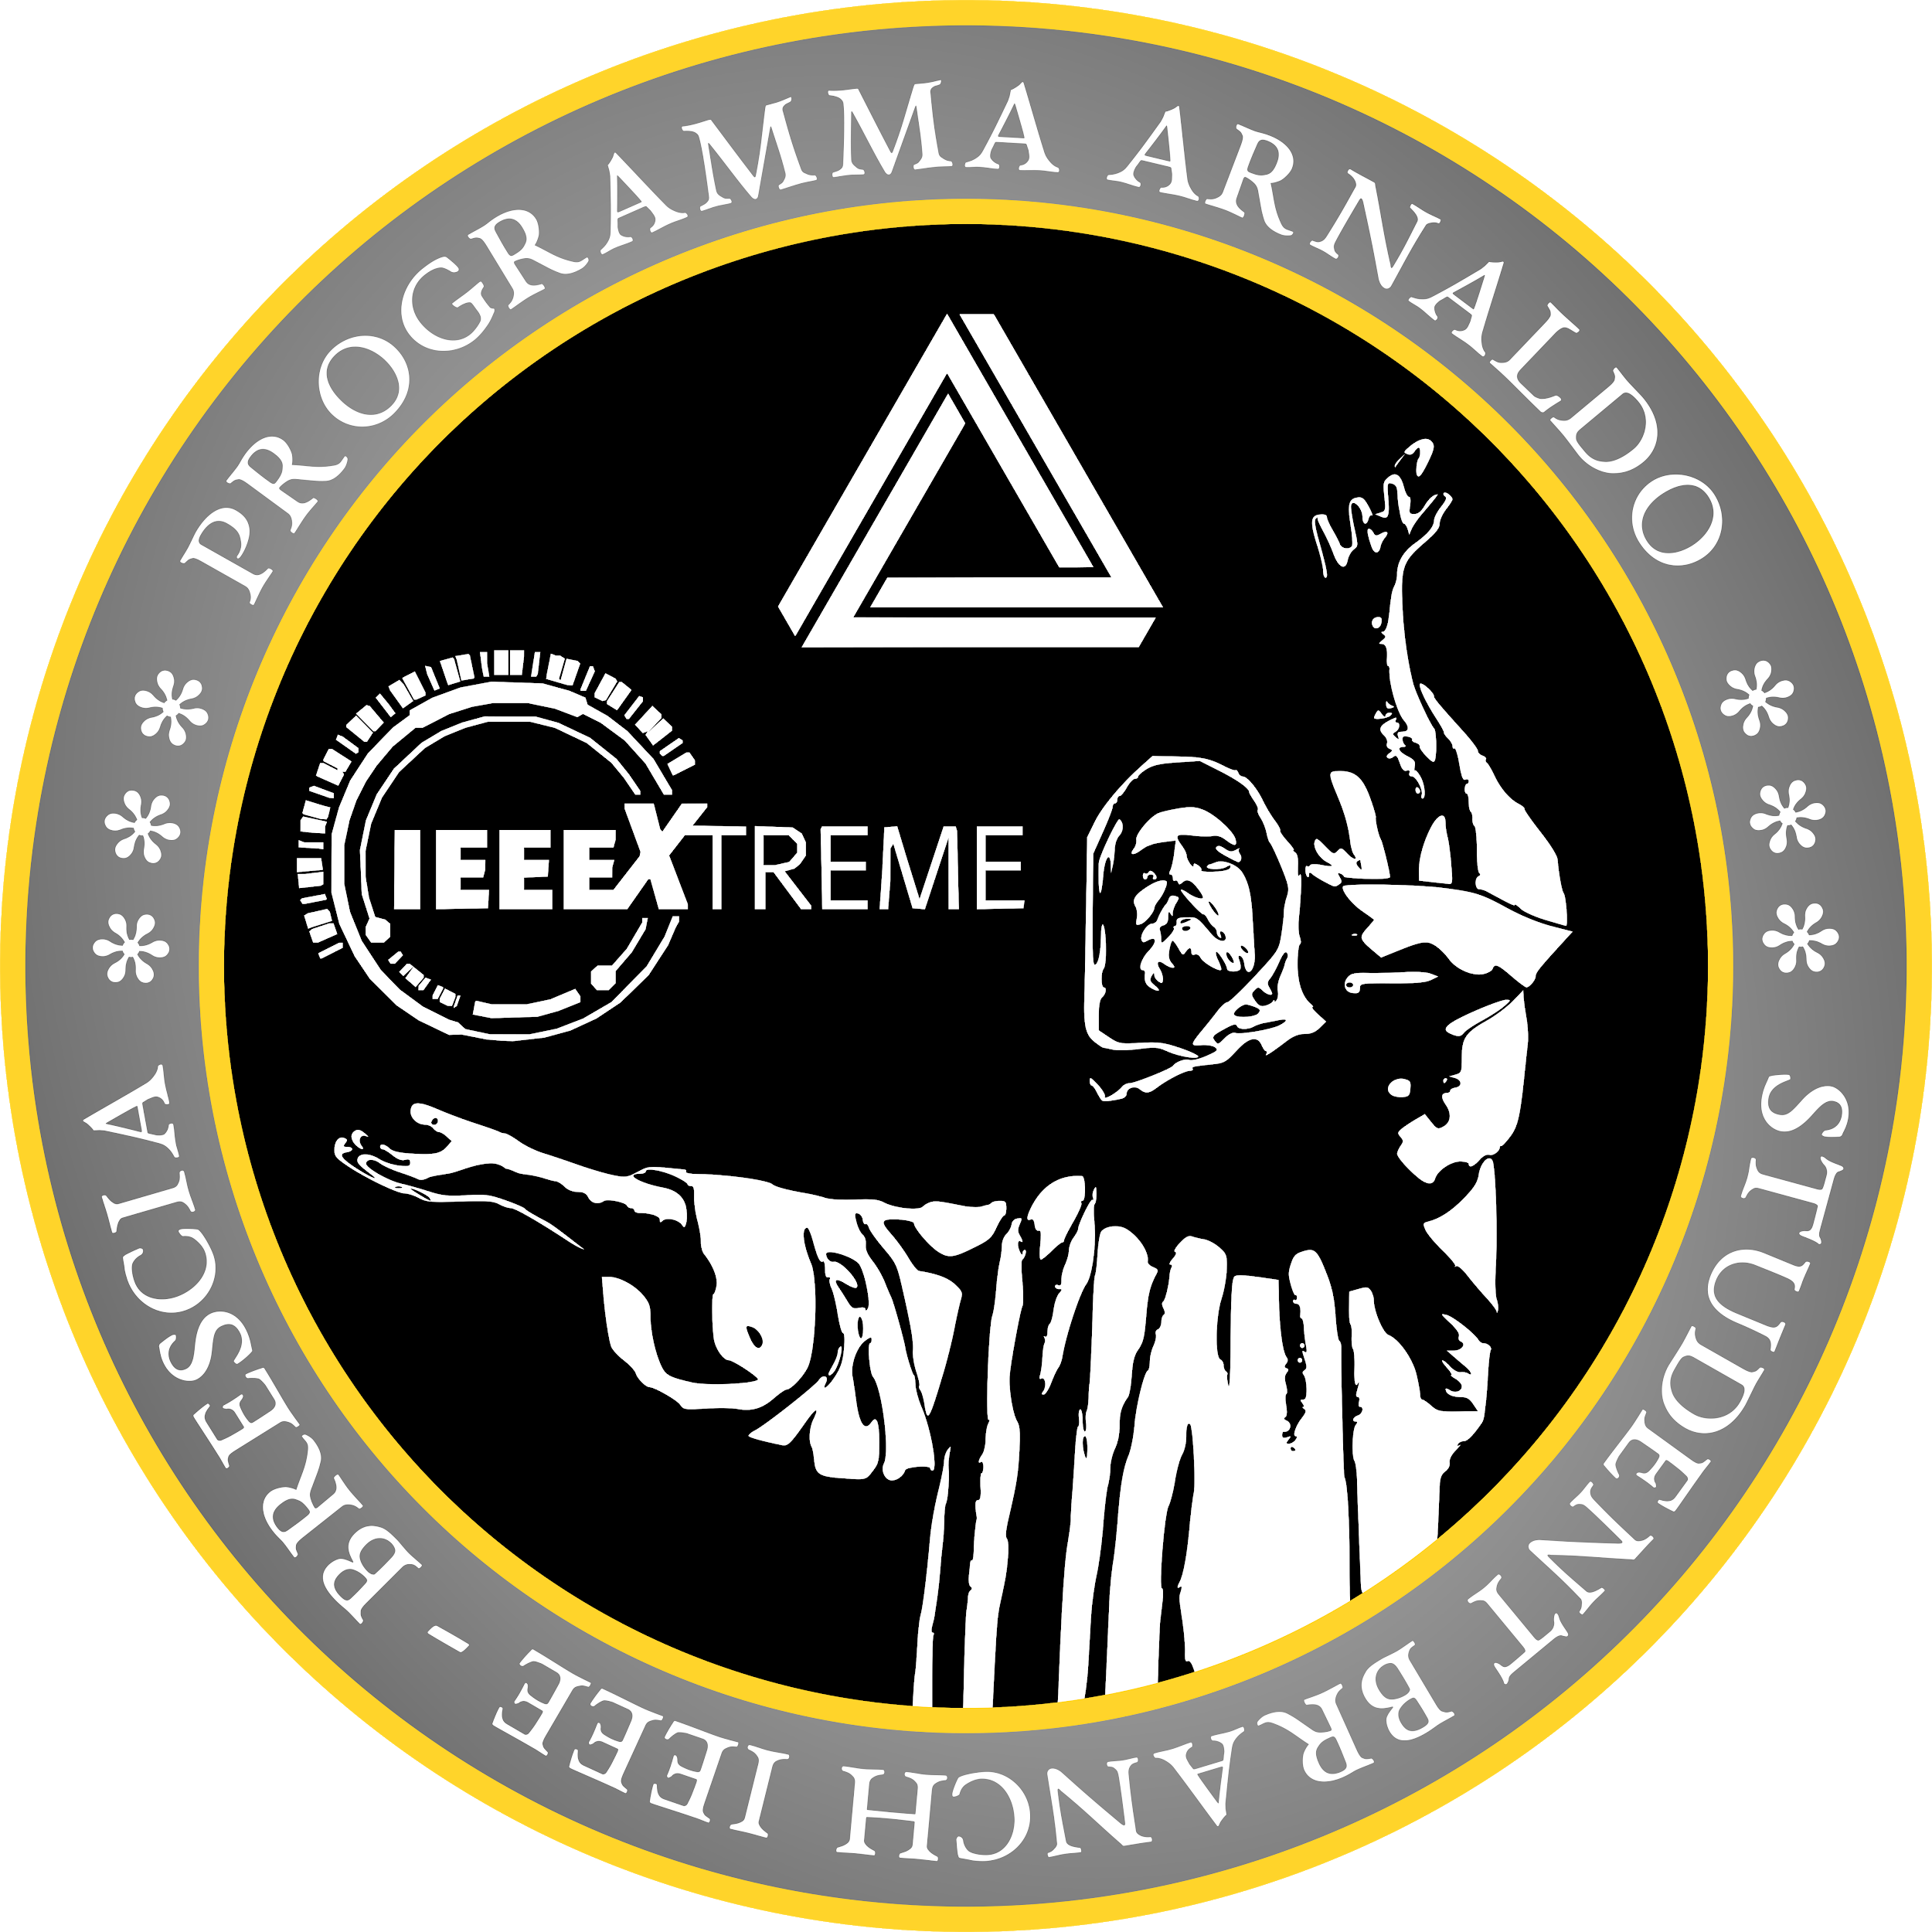 PROGRAMMA ARNALDO
IEEEXTREME
STUDENT BRANCH IEEE - BRESCIA